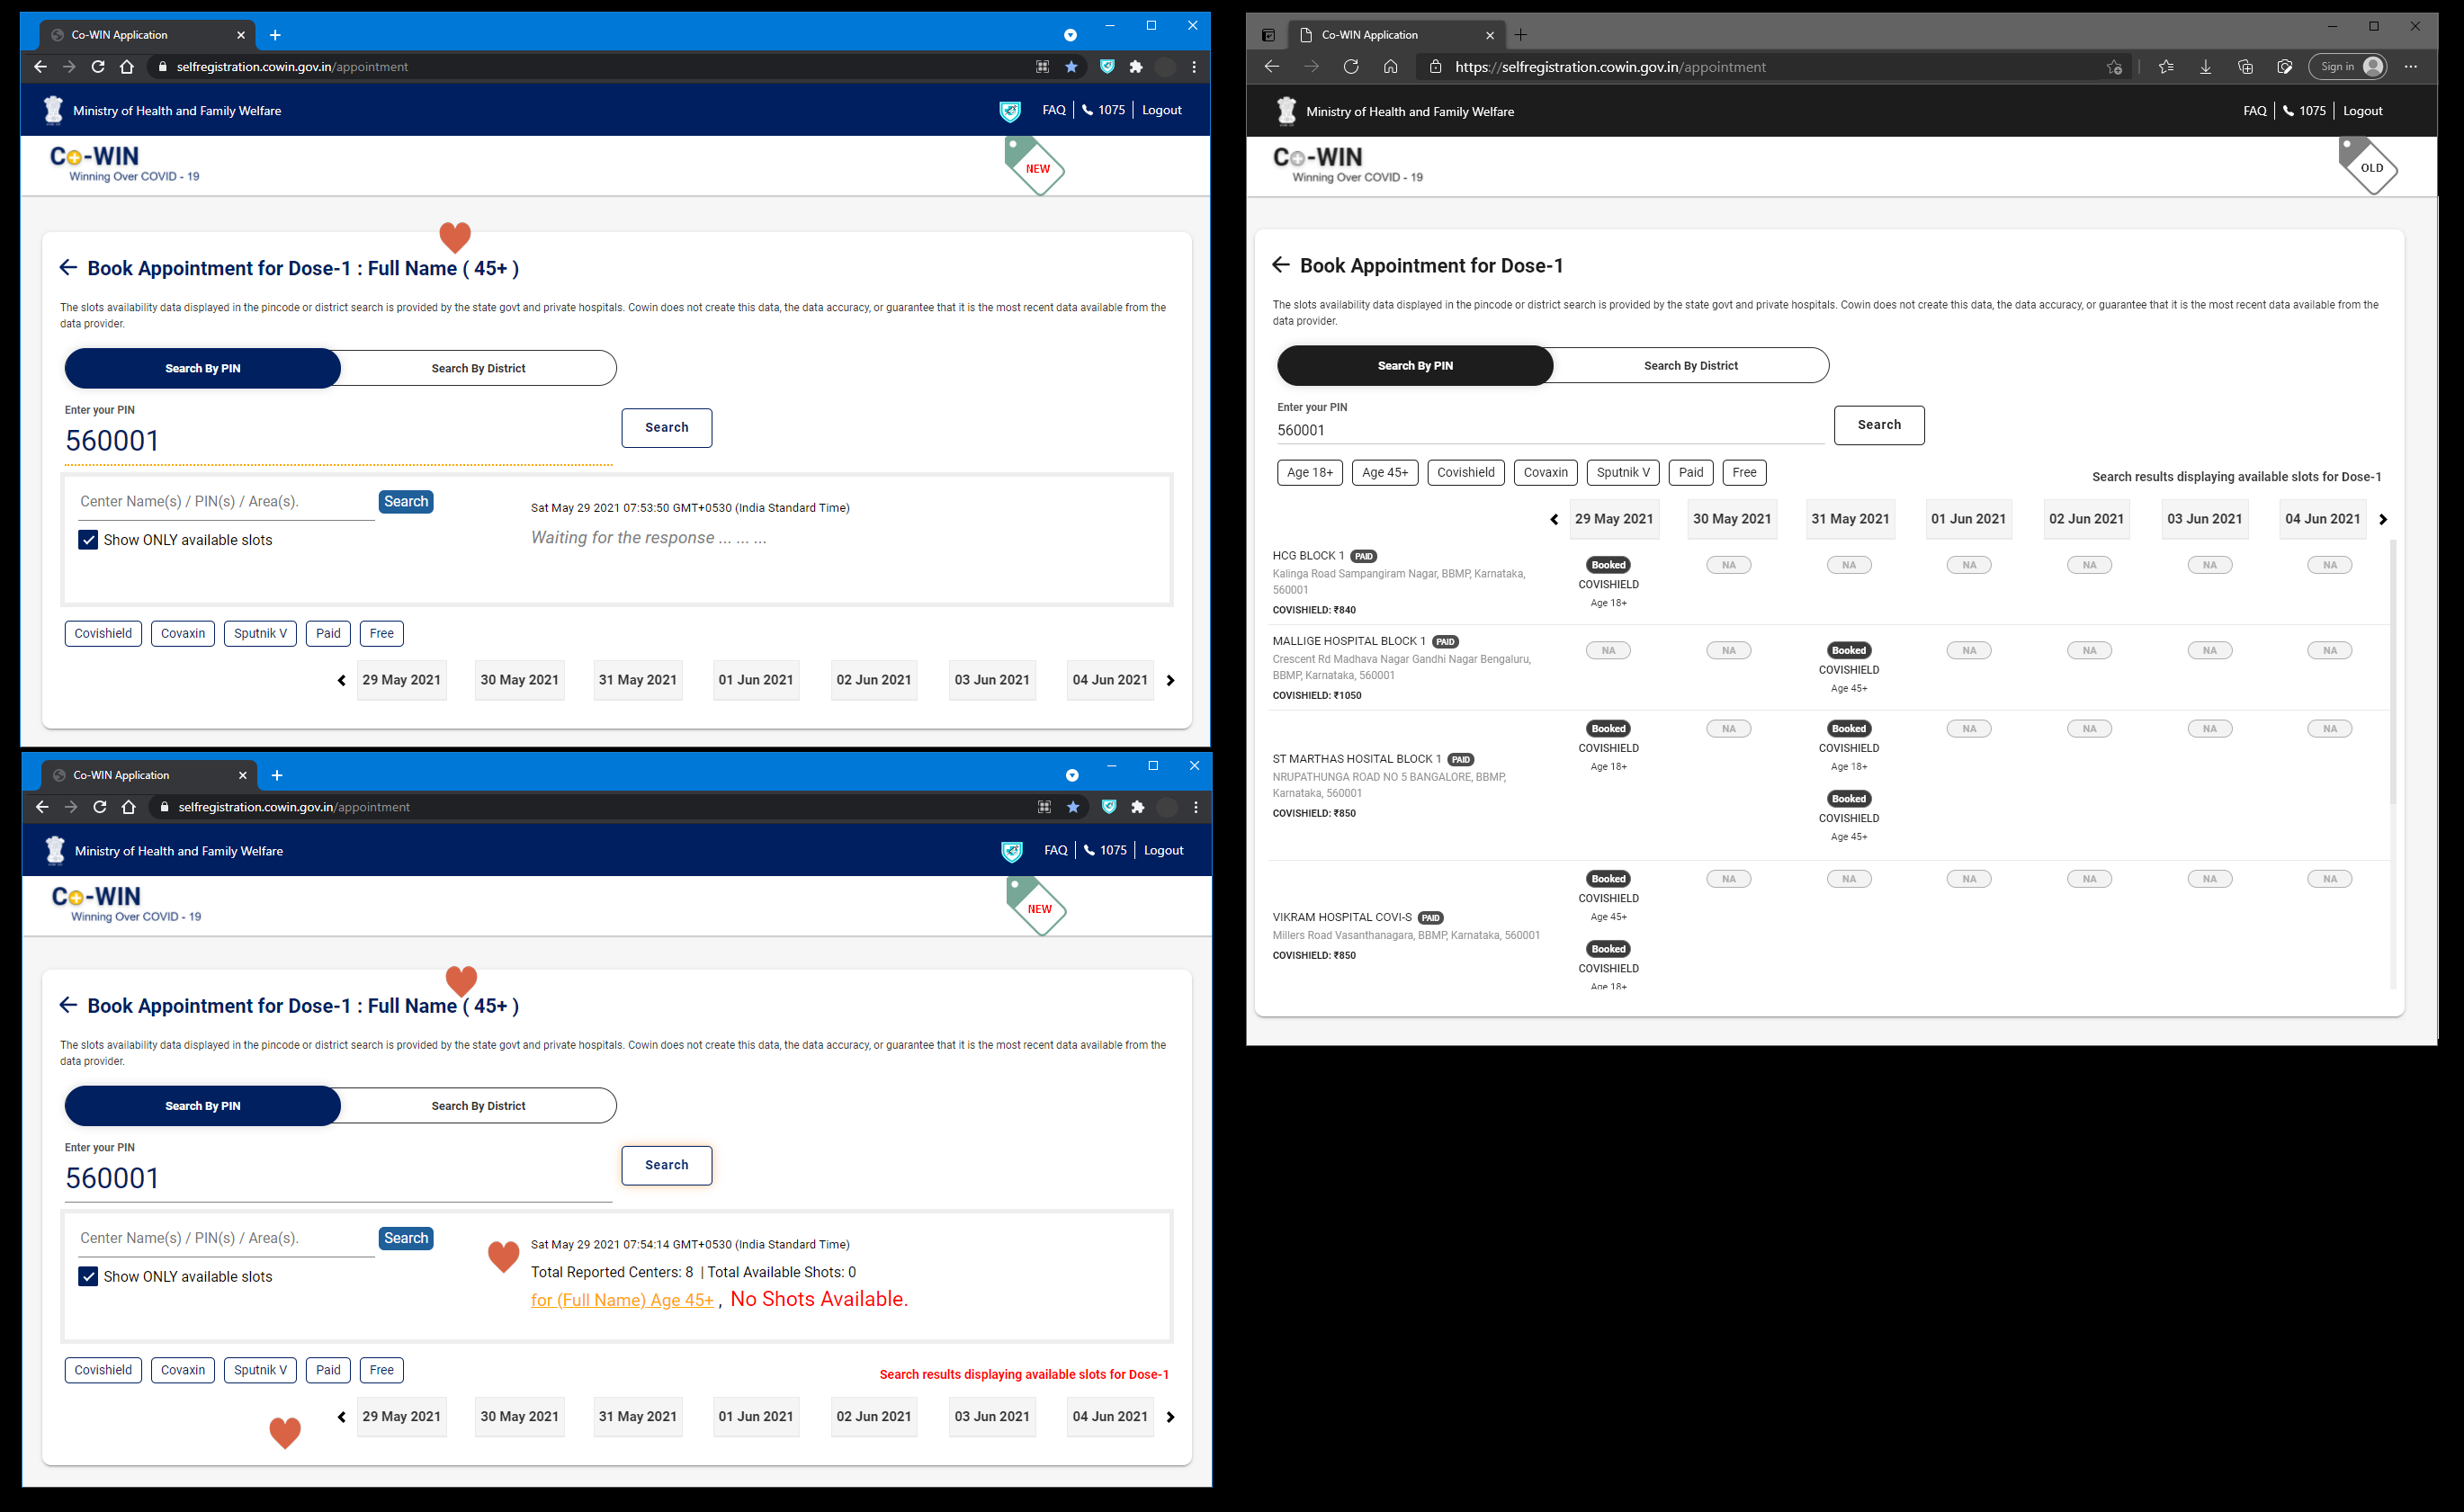 Co-WIN Application
selfregistration.cowin.gov.in/appointment
Ministry of Health and Family Welfare
FAQ 1075 Logout
Co-WIN
Winning Over COVID - 19
NEW
Book Appointment for Dose-1 : Full Name ( 45+ )
The slots availability data displayed in the pincode or district search is provided by the state govt and private hospitals. Cowin does not create this data, the data accuracy, or guarantee that it is the most recent data available from the
data provider.
Search By PIN Search By District
Enter your PIN
560001
Search
Center Name(s) / PIN(s) / Area(s). Search
Show ONLY available slots
Sat May 29 2021 07:53:50 GMT+0530 (India Standard Time)
Waiting for the response ... ... ...
Covishield Covaxin Sputnik V Paid Free
29 May 2021 30 May 2021 31 May 2021 01 Jun 2021 02 Jun 2021 03 Jun 2021 04 Jun 2021
Co-WIN Application
selfregistration.cowin.gov.in/appointment
Ministry of Health and Family Welfare
FAQ 1075 Logout
Co-WIN
Winning Over COVID - 19
NEW
Book Appointment for Dose-1 : Full Name ( 45+ )
The slots availability data displayed in the pincode or district search is provided by the state govt and private hospitals. Cowin does not create this data, the data accuracy, or guarantee that it is the most recent data available from the
data provider.
Search By PIN Search By District
Enter your PIN
560001
Search
Center Name(s) / PIN(s) / Area(s). Search
Show ONLY available slots
Sat May 29 2021 07:54:14 GMT+0530 (India Standard Time)
Total Reported Centers: 8 | Total Available Shots: 0
for (Full Name) Age 45+ , No Shots Available.
Covishield Covaxin Sputnik V Paid Free
Search results displaying available slots for Dose-1
29 May 2021 30 May 2021 31 May 2021 01 Jun 2021 02 Jun 2021 03 Jun 2021 04 Jun 2021
Co-WIN Application
https://selfregistration.cowin.gov.in/appointment
Sign in
Ministry of Health and Family Welfare
FAQ 1075 Logout
Co-WIN
Winning Over COVID - 19
OLD
Book Appointment for Dose-1
The slots availability data displayed in the pincode or district search is provided by the state govt and private hospitals. Cowin does not create this data, the data accuracy, or guarantee that it is the most recent data available from the
data provider.
Search By PIN Search By District
Enter your PIN
560001
Search
Age 18+ Age 45+ Covishield Covaxin Sputnik V Paid Free
Search results displaying available slots for Dose-1
29 May 2021 30 May 2021 31 May 2021 01 Jun 2021 02 Jun 2021 03 Jun 2021 04 Jun 2021
HCG BLOCK 1 PAID
Kalinga Road Sampangiram Nagar, BBMP, Karnataka,
560001
COVISHIELD: ₹840
Booked NA NA NA NA NA NA
COVISHIELD
Age 18+
MALLIGE HOSPITAL BLOCK 1 PAID
Crescent Rd Madhava Nagar Gandhi Nagar Bengaluru,
BBMP, Karnataka, 560001
COVISHIELD: ₹1050
NA NA Booked NA NA NA NA
COVISHIELD
Age 45+
ST MARTHAS HOSITAL BLOCK 1 PAID
NRUPATHUNGA ROAD NO 5 BANGALORE, BBMP,
Karnataka, 560001
COVISHIELD: ₹850
Booked NA Booked NA NA NA NA
COVISHIELD COVISHIELD
Age 18+ Age 18+
Booked
COVISHIELD
Age 45+
VIKRAM HOSPITAL COVI-S PAID
Millers Road Vasanthanagara, BBMP, Karnataka, 560001
COVISHIELD: ₹850
Booked NA NA NA NA NA NA
COVISHIELD
Age 45+
Booked
COVISHIELD
Age 18+